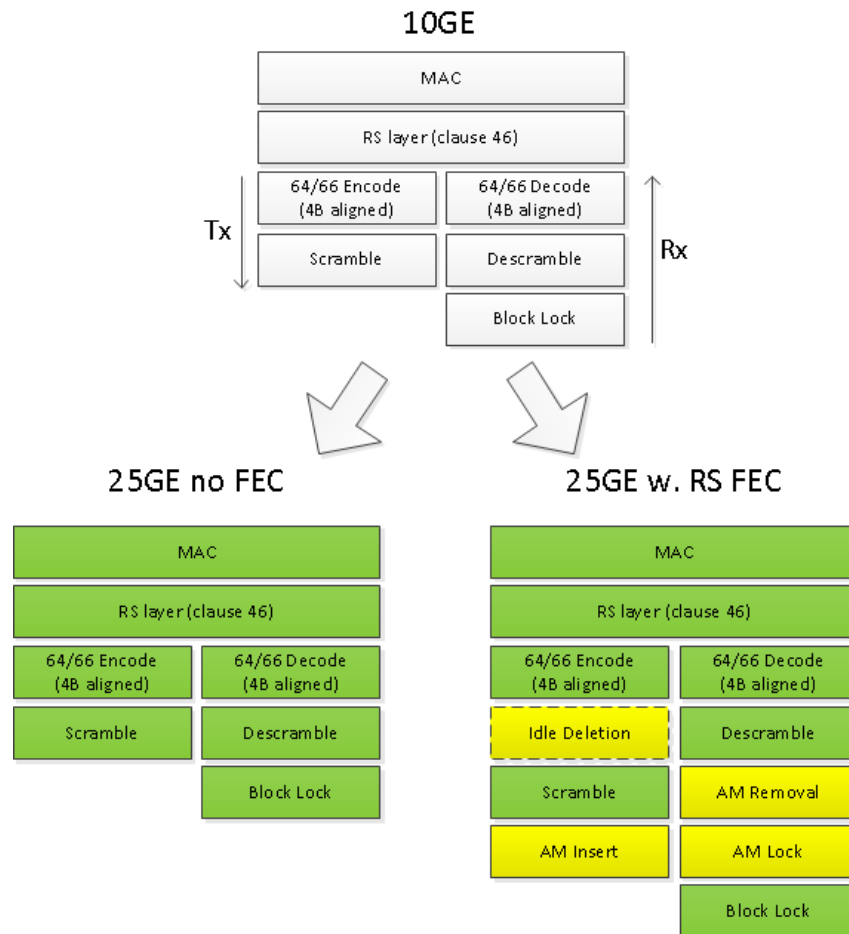 10GE
MAC
RS layer (clause 46)
64/66 Encode
(4B aligned)
64/66 Decode
(4B aligned)
Tx
Scramble
Descramble
Rx
Block Lock
25GE no FEC
25GE w. RS FEC
MAC
RS layer (clause 46)
64/66 Encode
(4B aligned)
64/66 Decode
(4B aligned)
Scramble
Descramble
Block Lock
MAC
RS layer (clause 46)
64/66 Encode
(4B aligned)
64/66 Decode
(4B aligned)
Idle Deletion
Descramble
Scramble
AM Removal
AM Insert
AM Lock
Block Lock